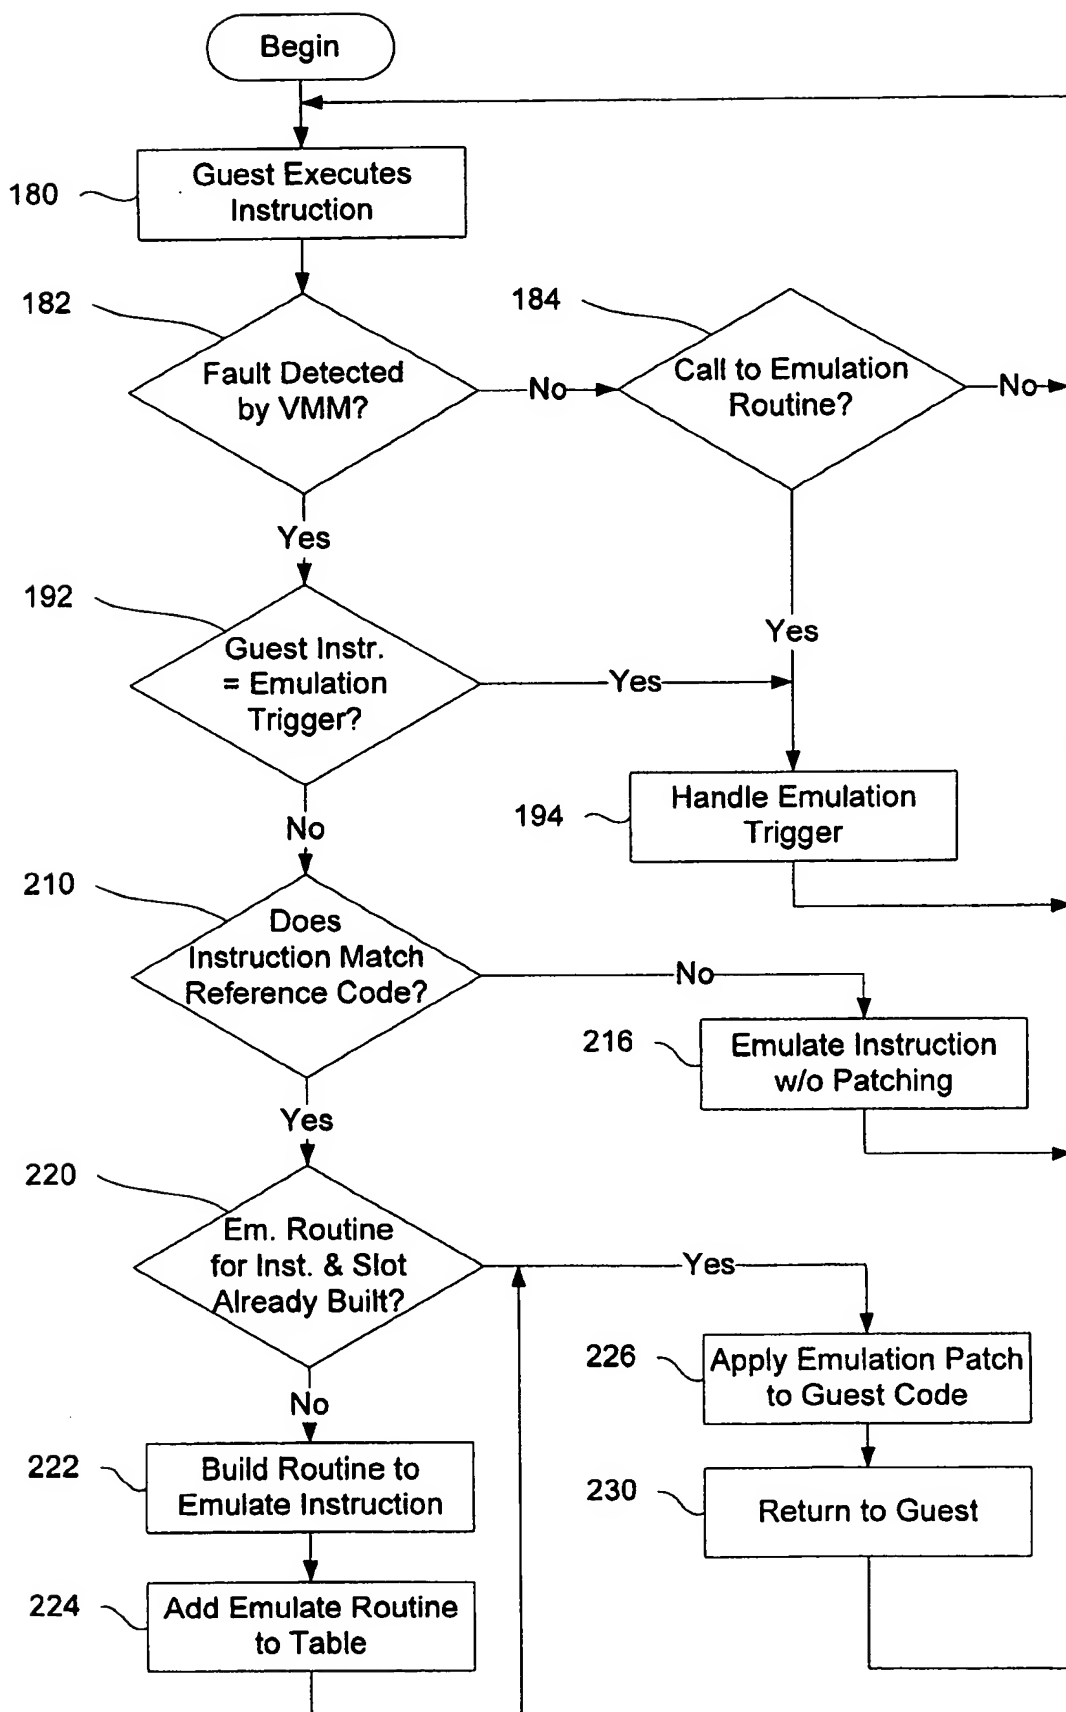 Begin
180
Guest Executes
Instruction
182
Fault Detected
by VMM?
No
184
Call to Emulation
Routine?
No
Yes
Yes
192
Guest Instr.
= Emulation
Trigger?
Yes
194
Handle Emulation
Trigger
No
210
Does
Instruction Match
Reference Code?
No
216
Emulate Instruction
w/o Patching
Yes
220
Em. Routine
for Inst. & Slot
Already Built?
Yes
226
Apply Emulation Patch
to Guest Code
No
222
Build Routine to
Emulate Instruction
230
Return to Guest
224
Add Emulate Routine
to Table